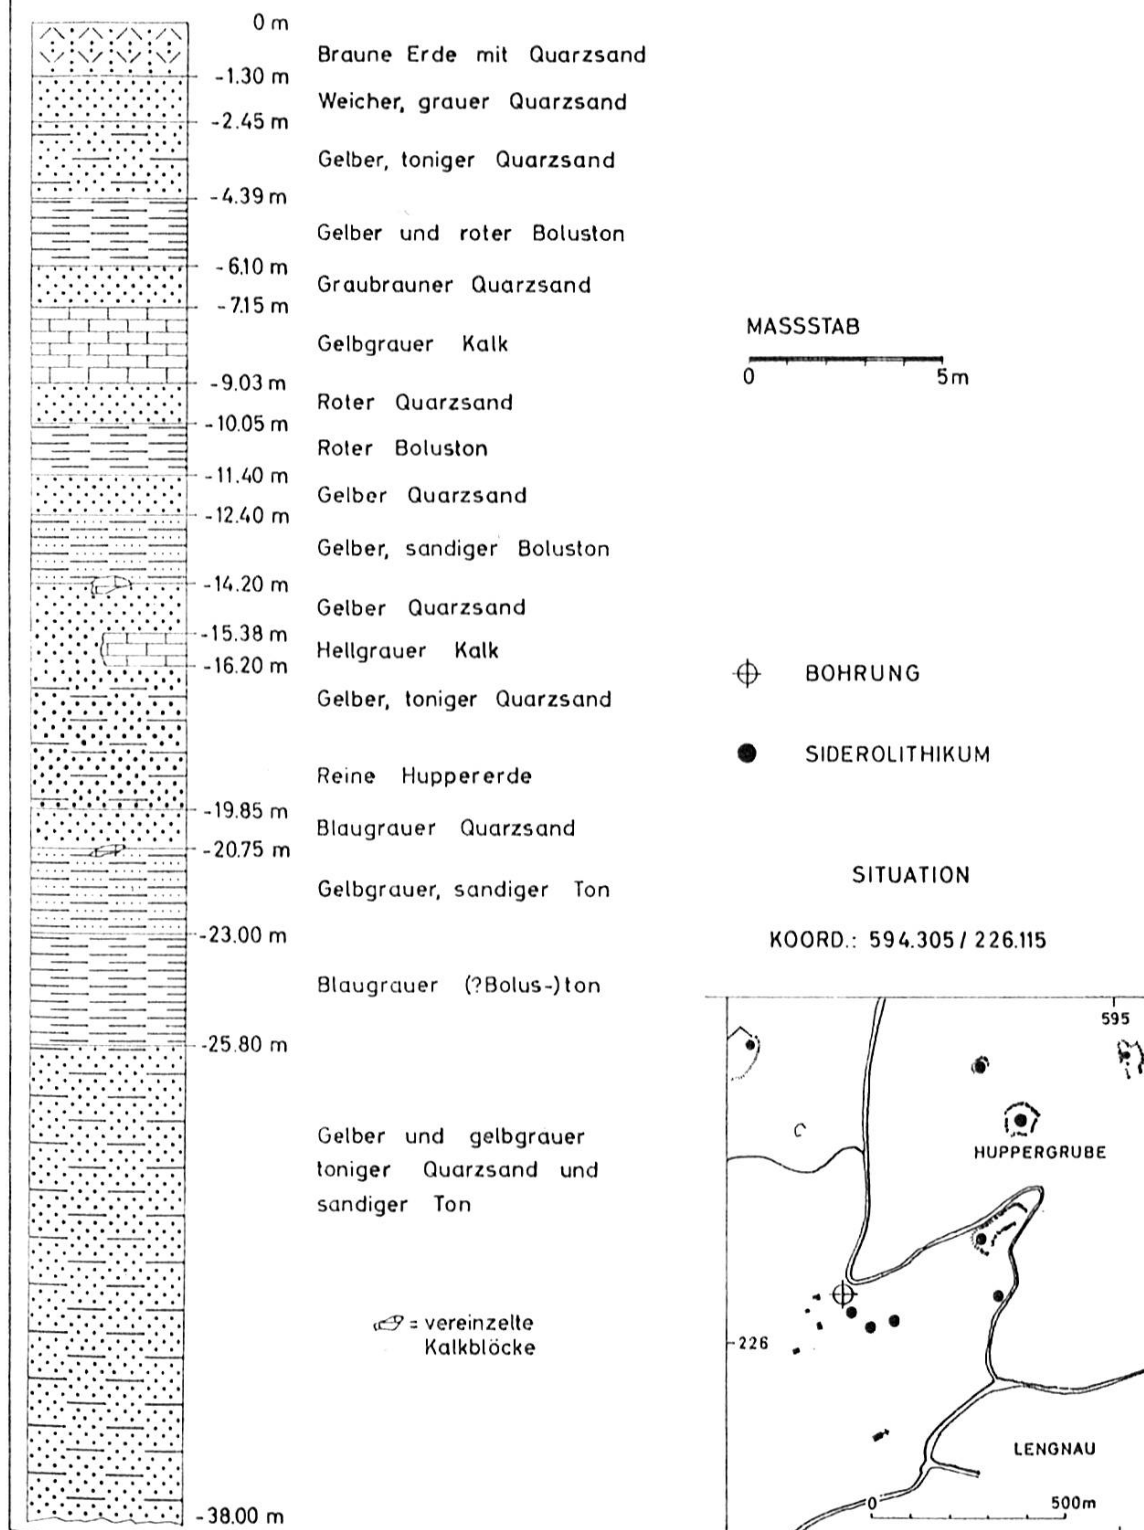 0 m
Braune Erde mit Quarzsand
-1.30 m
Weicher, grauer Quarzsand
-2.45 m
Gelber, toniger Quarzsand
-4.39 m
Gelber und roter Boluston
-6.10 m
Graubrauner Quarzsand
-7.15 m
Gelbgrauer Kalk
-9.03 m
Roter Quarzsand
-10.05 m
Roter Boluston
-11.40 m
Gelber Quarzsand
-12.40 m
Gelber, sandiger Boluston
-14.20 m
Gelber Quarzsand
-15.38 m
Hellgrauer Kalk
-16.20 m
Gelber, toniger Quarzsand
Reine Huppererde
-19.85 m
Blaugrauer Quarzsand
-20.75 m
Gelbgrauer, sandiger Ton
-23.00 m
Blaugrauer (?Bolus-)ton
-25.80 m
Gelber und gelbgrauer
toniger Quarzsand und
sandiger Ton
= vereinzelte
Kalkblöcke
-38.00 m
MASSSTAB
0 5m
BOHRUNG
SIDEROLITHIKUM
SITUATION
KOORD.: 594.305 / 226.115
595
HUPPERGRUBE
226
LENGNAU
0 500m